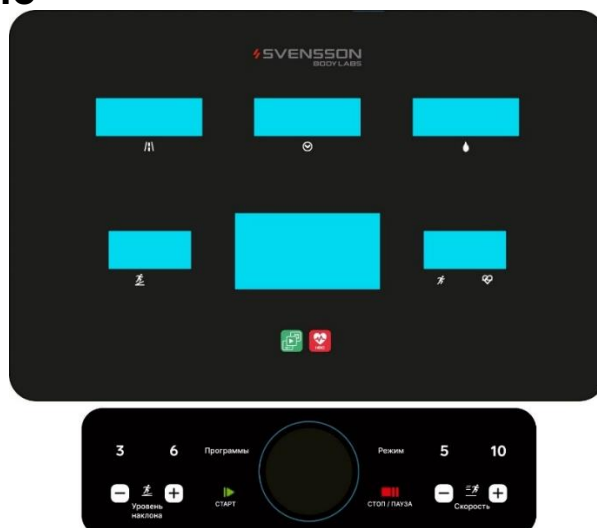 SVENSSON
BODY LABS
3 6 Программы Режим 5 10
СТАРТ СТОП / ПАУЗА
Уровень наклона
Скорость